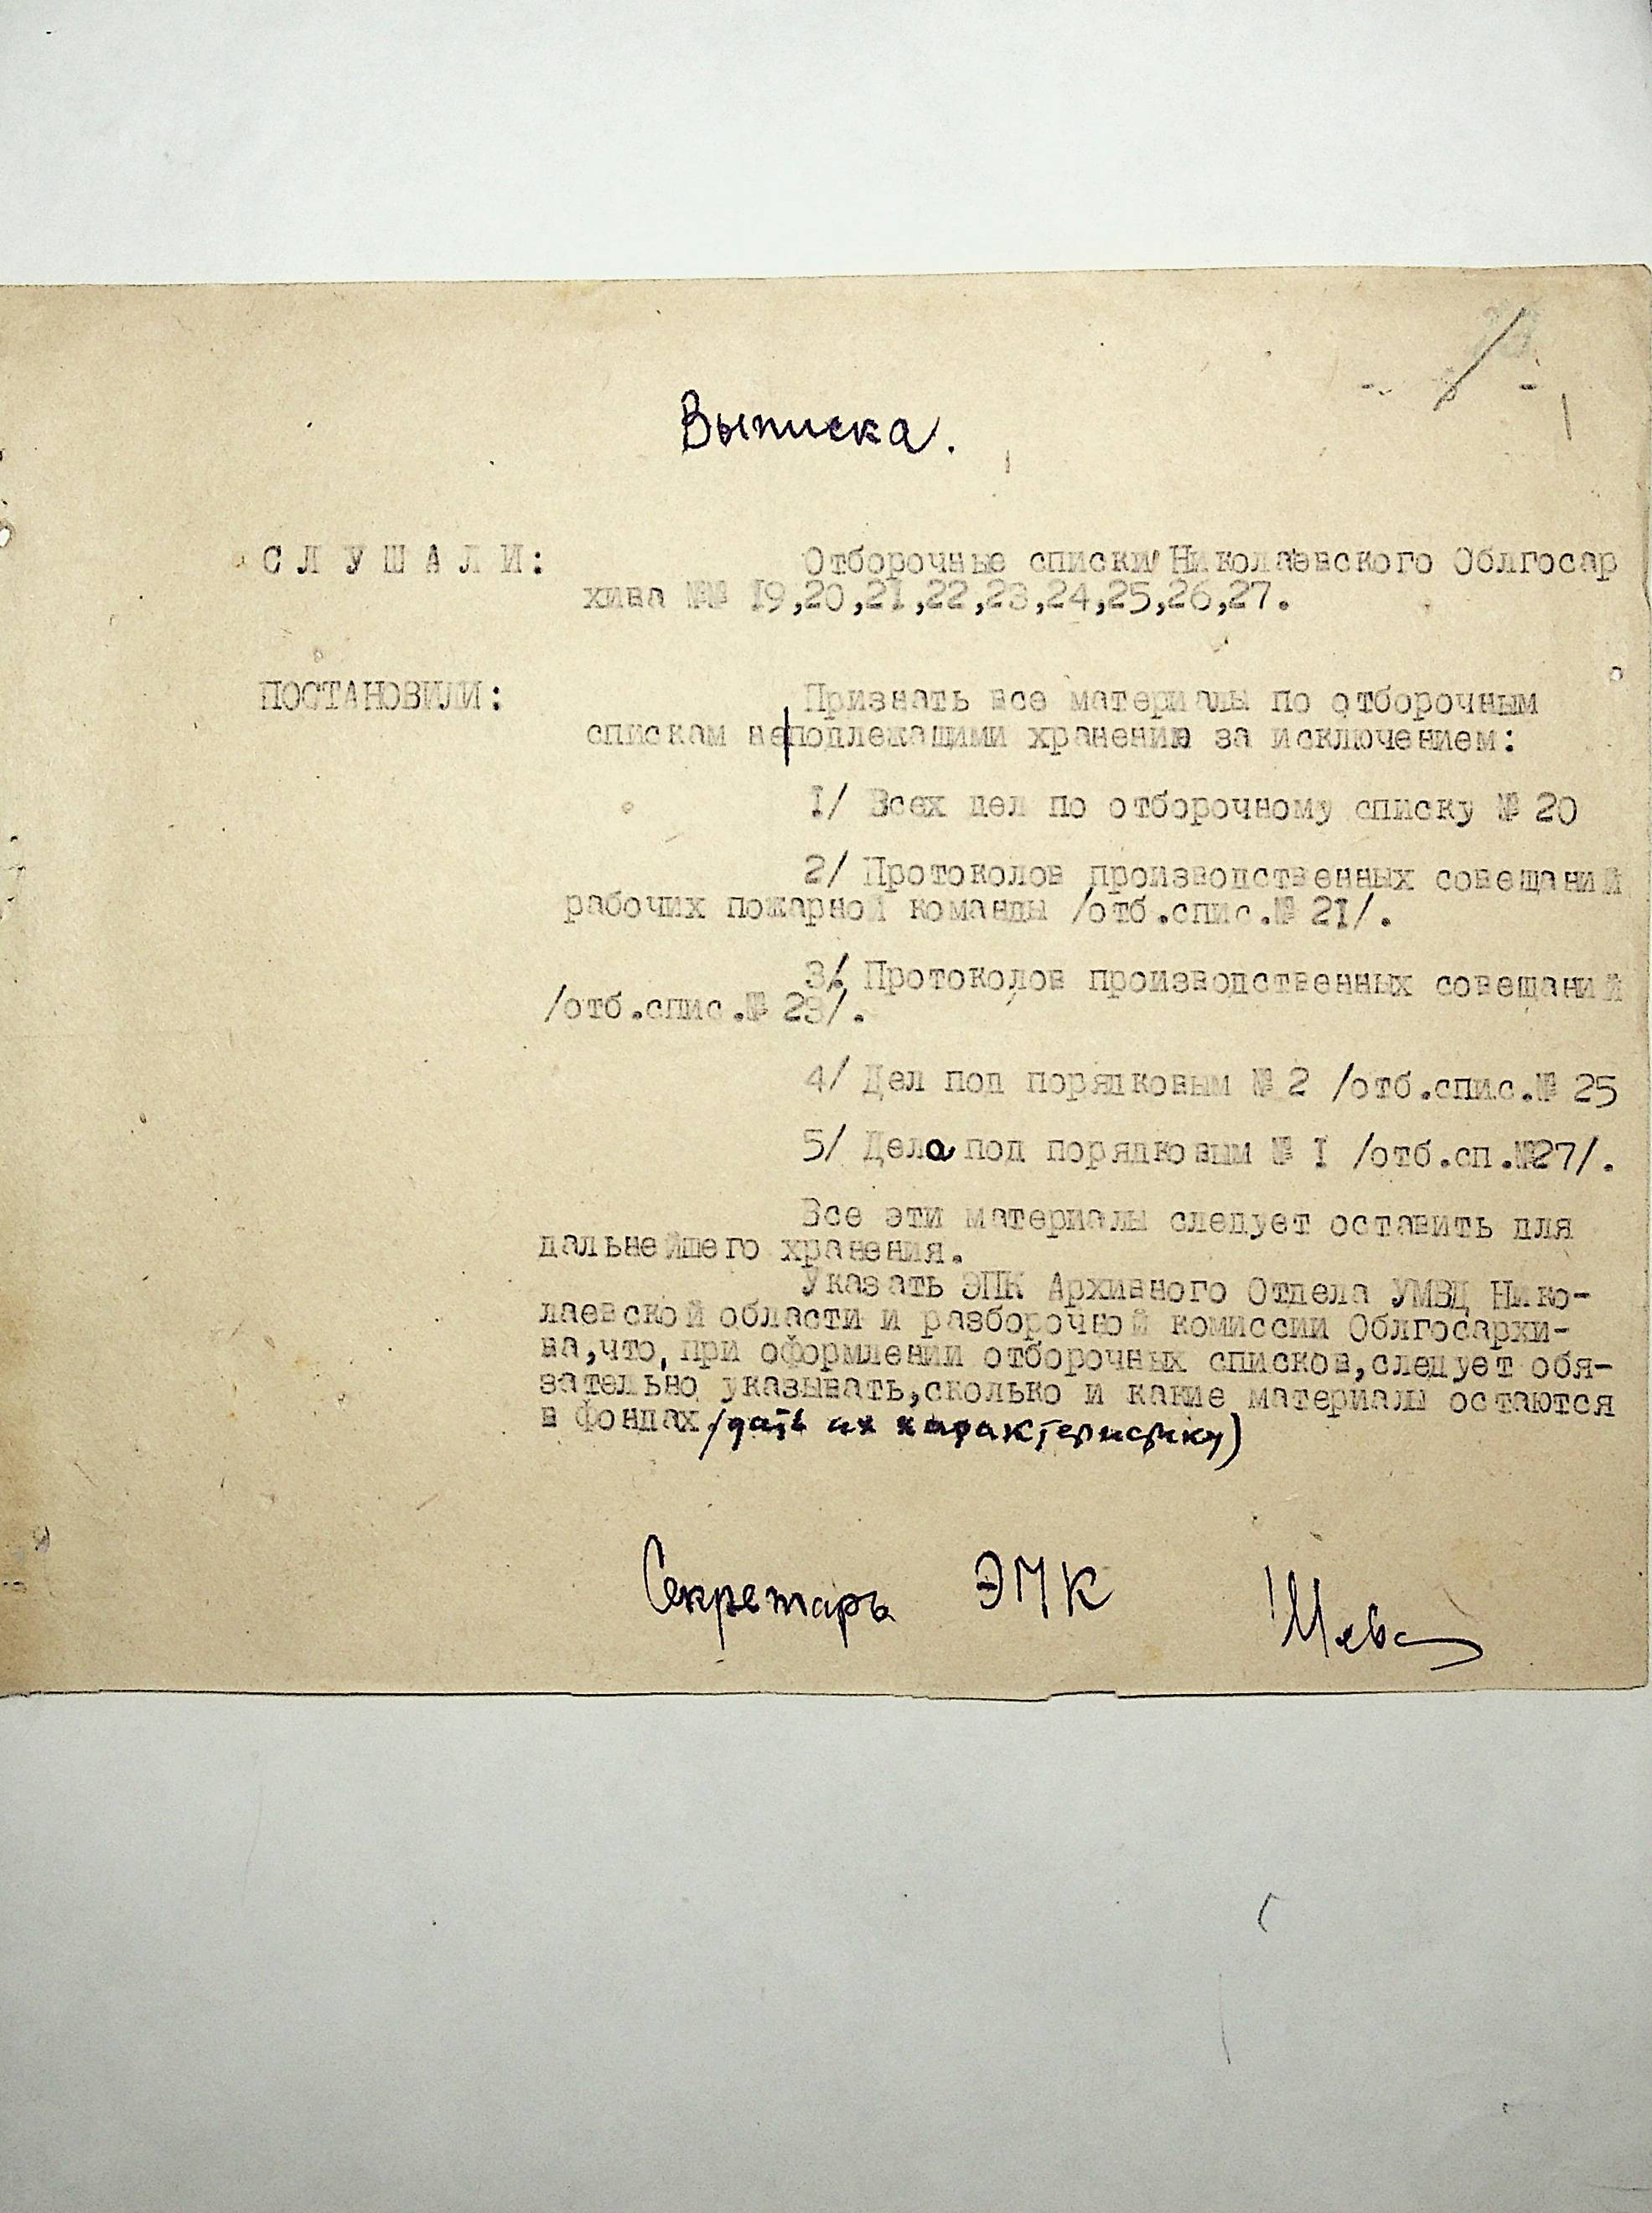 Выписка.
С Л У Ш А Л И: Отборочные списки Николаевского Облгосар
хива №№ 19,20,21,22,23,24,25,26,27.
ПОСТАНОВИЛИ: Признать все материалы по отборочным
спискам неподлежащими хранению за исключением:
1/ Всех дел по отборочному списку № 20
2/ Протоколов производственных совещаний
рабочих пожарной команды /отб.спис.№ 21/.
3/. Протоколов производственных совещаний
/отб.спис.№ 23/.
4/ Дел под порядковым № 2 /отб.спис.№ 25
5/ Дела под порядковым № 1 /отб.сп.№27/.
Все эти материалы следует оставить для
дальнейшего хранения.
Указать ЭПК Архивного Отдела УМВД Нико-
лаевской области и разборочной комиссии Облгосархи-
ва,что, при оформлении отборочных списков,следует обя-
зательно указывать,сколько и какие материалы остаются
в фондах /дать их характеристику)
Секретарь ЭПК